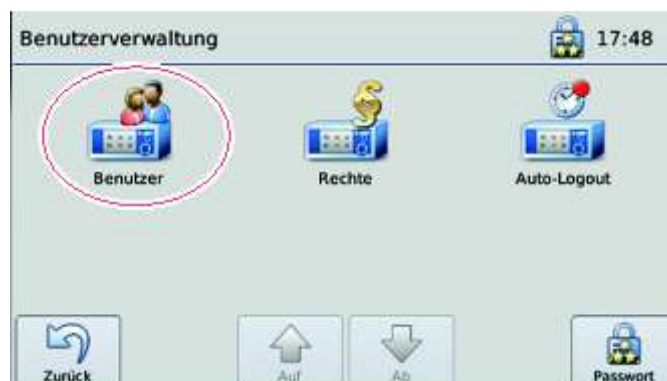 Benutzerverwaltung 17:48
Benutzer Rechte Auto-Logout
Zurück Auf Ab Passwort